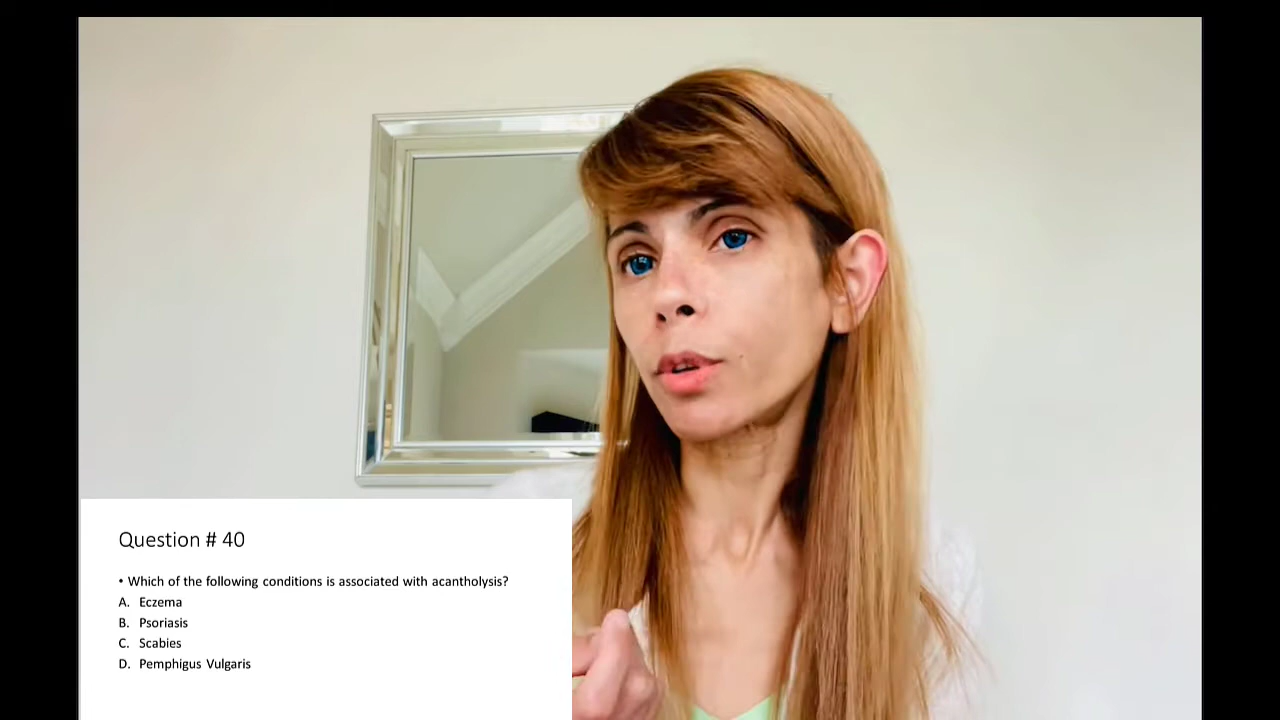 Question # 40
• Which of the following conditions is associated with acantholysis?
A. Eczema
B. Psoriasis
C. Scabies
D. Pemphigus Vulgaris